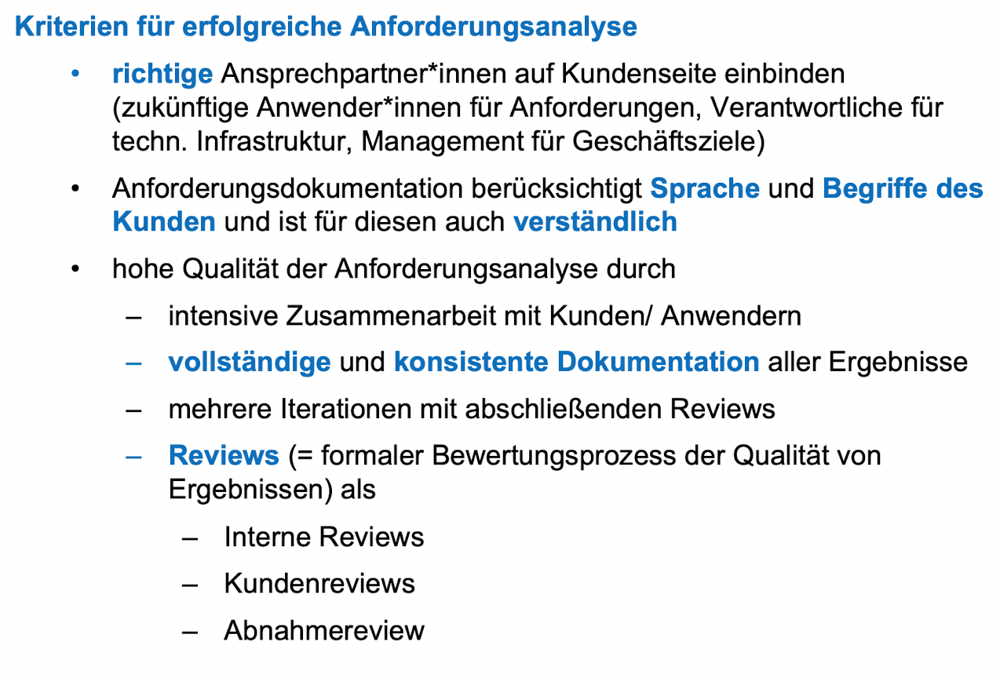 Kriterien für erfolgreiche Anforderungsanalyse
• richtige Ansprechpartner*innen auf Kundenseite einbinden
(zukünftige Anwender*innen für Anforderungen, Verantwortliche für
techn. Infrastruktur, Management für Geschäftsziele)
• Anforderungsdokumentation berücksichtigt Sprache und Begriffe des
Kunden und ist für diesen auch verständlich
• hohe Qualität der Anforderungsanalyse durch
– intensive Zusammenarbeit mit Kunden/ Anwendern
– vollständige und konsistente Dokumentation aller Ergebnisse
– mehrere Iterationen mit abschließenden Reviews
– Reviews (= formaler Bewertungsprozess der Qualität von
Ergebnissen) als
– Interne Reviews
– Kundenreviews
– Abnahmereview